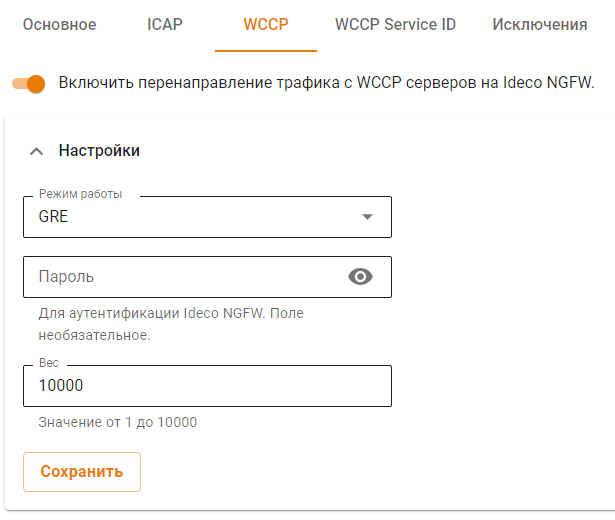 Основное ICAP WCCP WCCP Service ID Исключения
Включить перенаправление трафика с WCCP серверов на Ideco NGFW.
Настройки
Режим работы
GRE
Пароль
Для аутентификации Ideco NGFW. Поле
необязательное.
Вес
10000
Значение от 1 до 10000
Сохранить